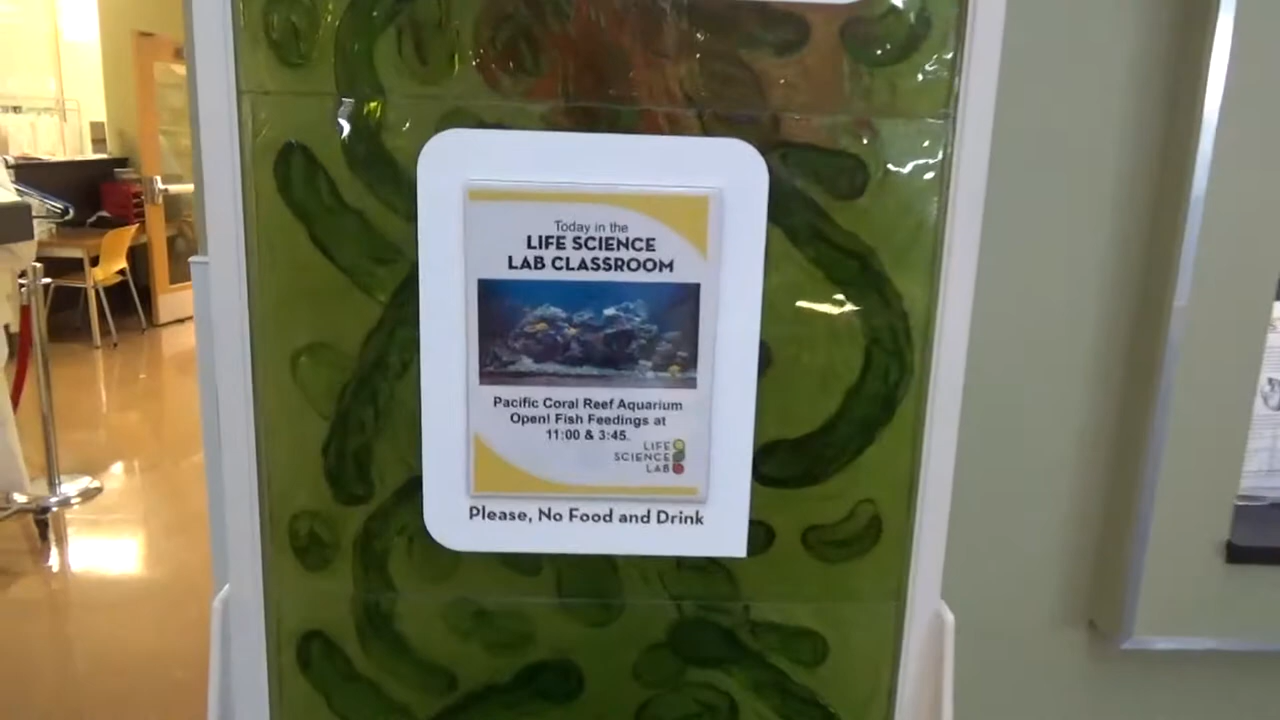 Today in the
LIFE SCIENCE
LAB CLASSROOM
Pacific Coral Reef Aquarium
Open! Fish Feedings at
11:00 & 3:45.
LIFE
SCIENCE
LAB
Please, No Food and Drink